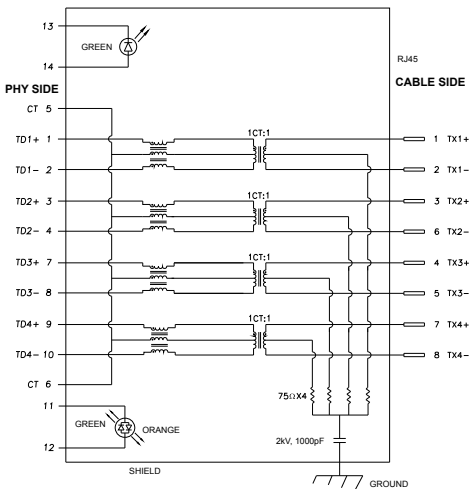 13
GREEN
14
RJ45
PHY SIDE
CABLE SIDE
CT 5
1CT:1
TD1+ 1
1 TX1+
TD1- 2
2 TX1-
1CT:1
TD2+ 3
3 TX2+
TD2- 4
6 TX2-
1CT:1
TD3+ 7
4 TX3+
TD3- 8
5 TX3-
1CT:1
TD4+ 9
7 TX4+
TD4- 10
8 TX4-
CT 6
75ΩX4
11
GREEN
ORANGE
12
2kV, 1000pF
SHIELD
GROUND